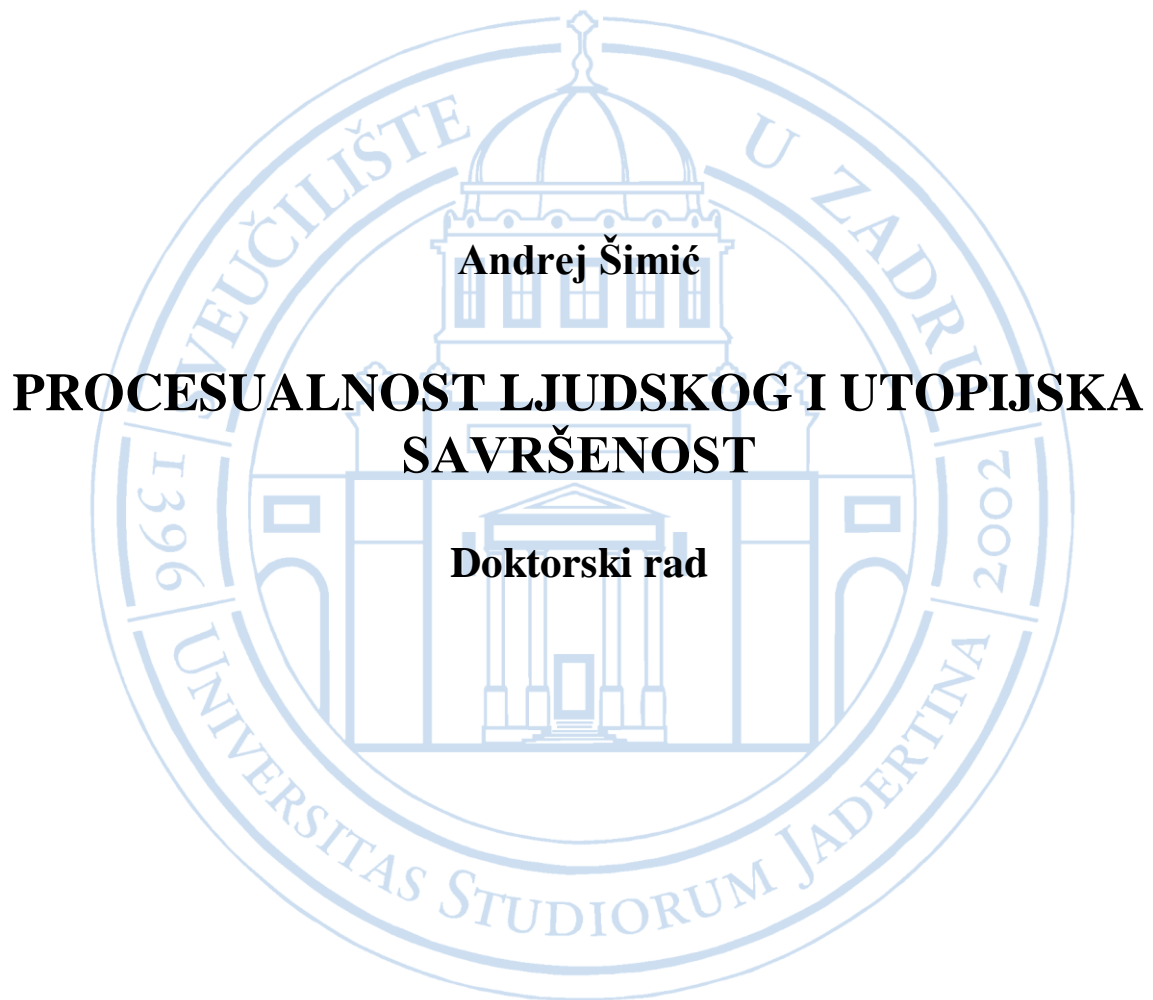 SVEUČILIŠTE U ZADRU
Andrej Šimić
PROCESUALNOST LJUDSKOG I UTOPIJSKA
SAVRŠENOST
1396
2002
Doktorski rad
UNIVERSITAS STUDIORUM JADERTINA